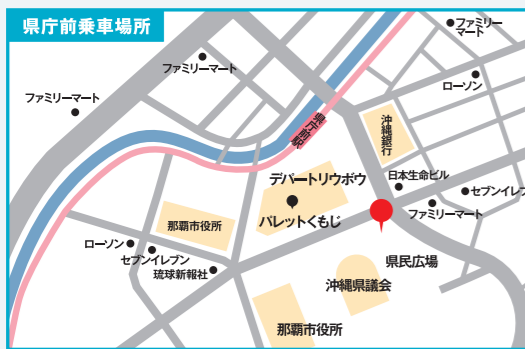 県庁前乗車場所
ファミリー
マート
ファミリーマート
ローソン
ファミリーマート
県庁前駅
沖縄銀行
日本生命ビル
デパートリウボウ
セブンイレブ
パレットくもじ
ファミリーマート
那覇市役所
ローソン
セブンイレブン
琉球新報社
県民広場
沖縄県議会
那覇市役所